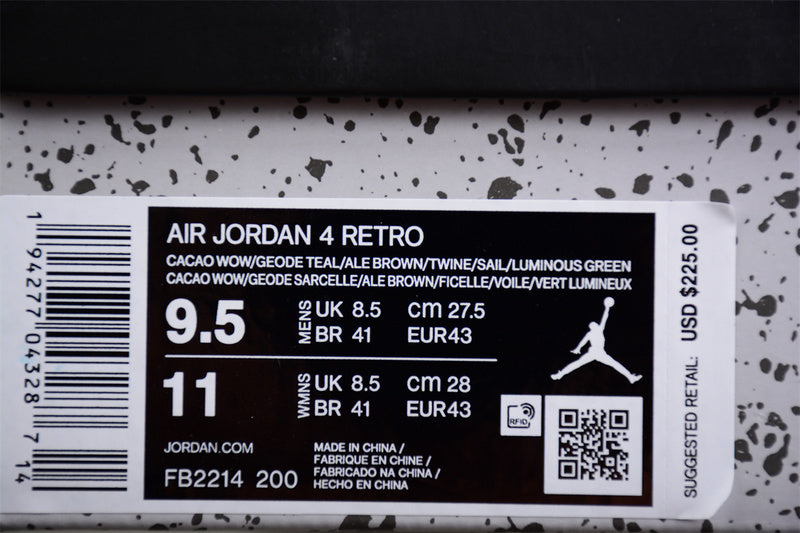 AIR JORDAN 4 RETRO
CACAO WOW/GEODE TEAL/ALE BROWN/TWINE/SAIL/LUMINOUS GREEN
CACAO WOW/GEODE SARCELLE/ALE BROWN/FICELLE/VOILE/VERT LUMINEUX
9.5 MENS UK 8.5 cm 27.5
BR 41 EUR43
11 WMNS UK 8.5 cm 28
BR 41 EUR43
RFID
JORDAN.COM
FB2214 200
MADE IN CHINA /
FABRIQUE EN CHINE /
FABRICADO NA CHINA /
HECHO EN CHINA
1 94277 04328 7 14
SUGGESTED RETAIL: USD $225.00